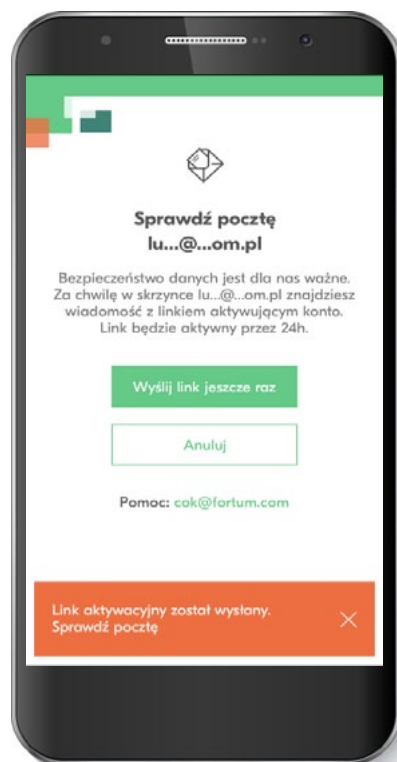 Sprawdź pocztę
lu...@...om.pl
Bezpieczeństwo danych jest dla nas ważne.
Za chwilę w skrzynce lu...@...om.pl znajdziesz
wiadomość z linkiem aktywującym konto.
Link będzie aktywny przez 24h.
Wyślij link jeszcze raz
Anuluj
Pomoc: cok@fortum.com
Link aktywacyjny został wysłany.
Sprawdź pocztę